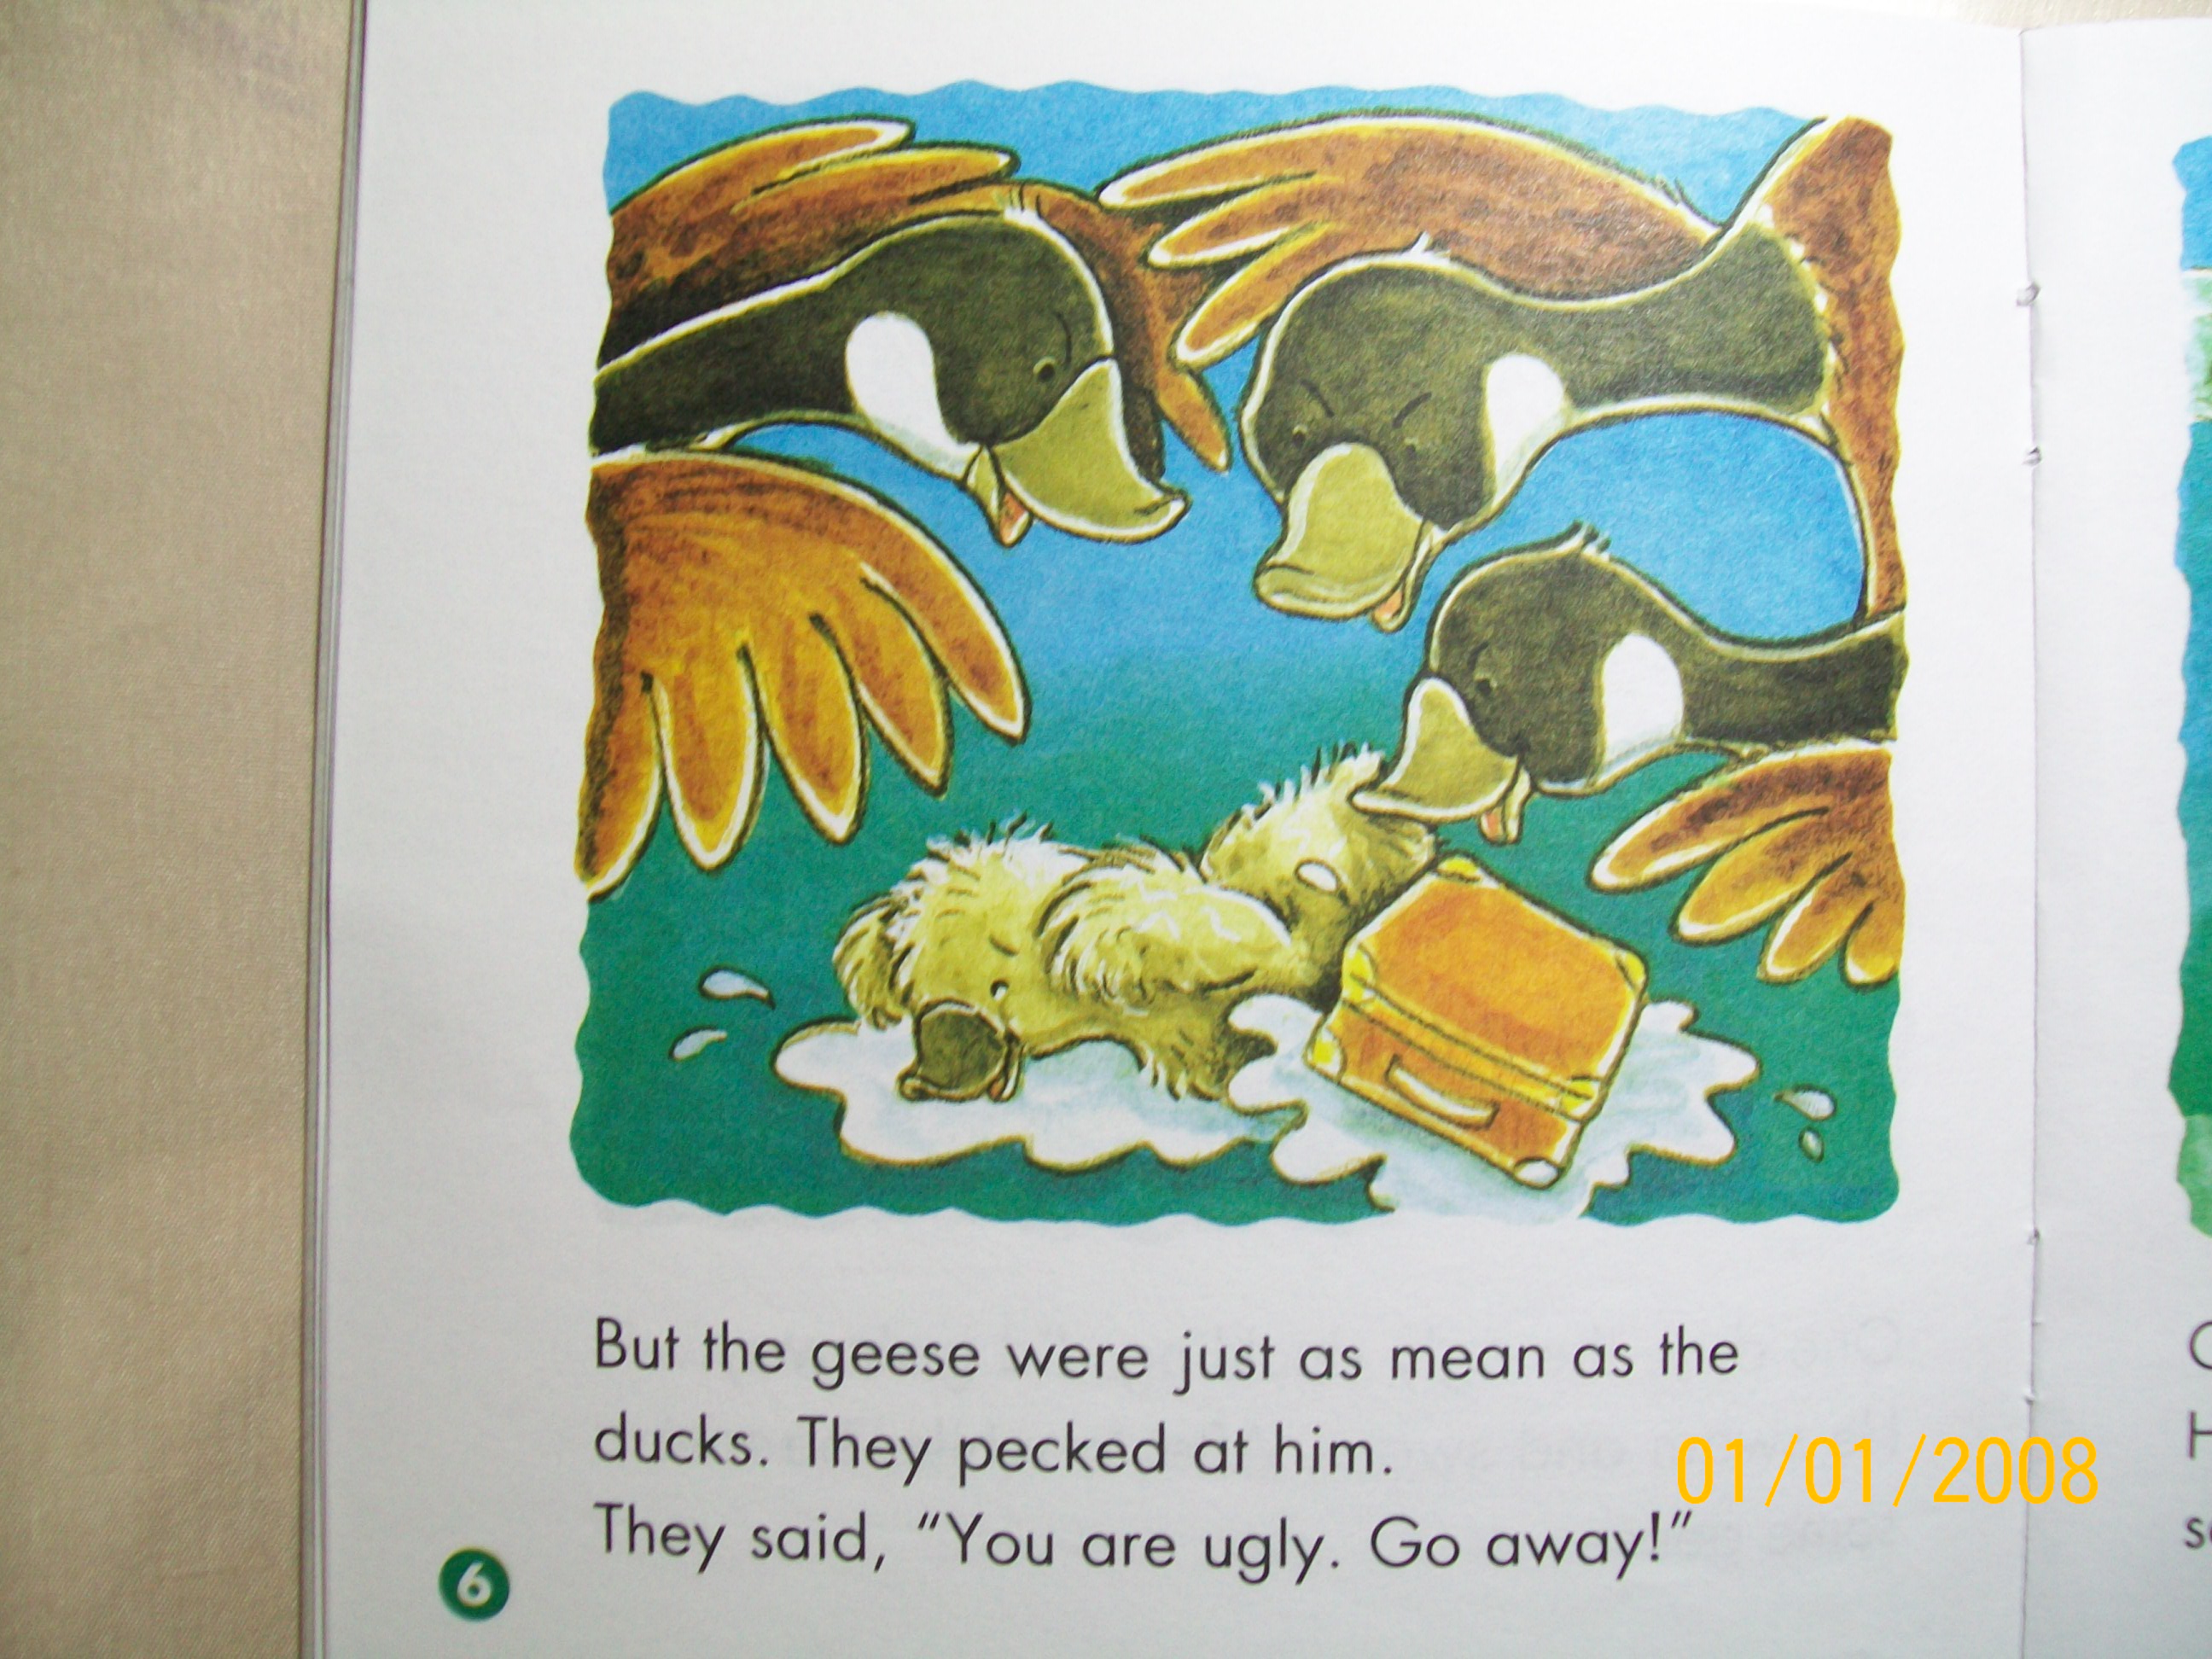 But the geese were just as mean as the
ducks. They pecked at him.
They said, “You are ugly. Go away!”
6
01/01/2008